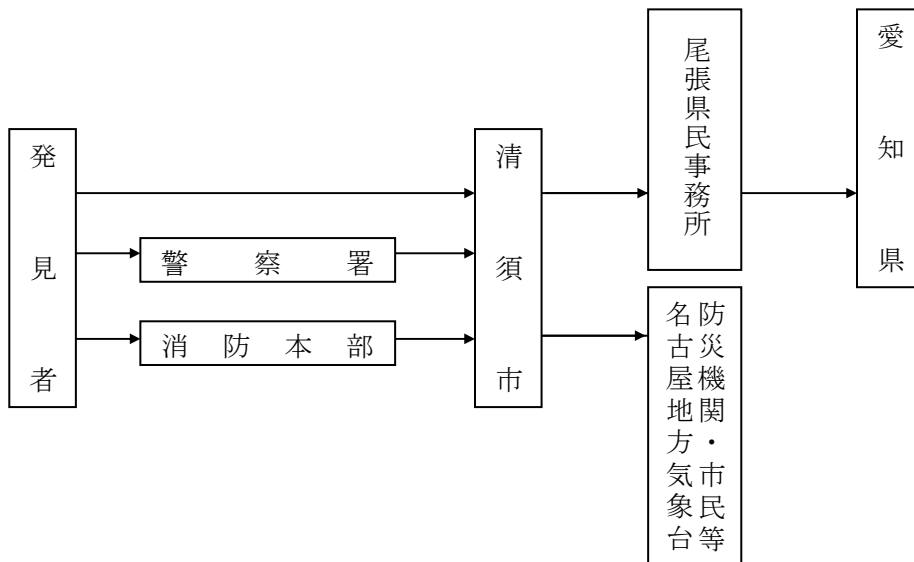 発見者
警察署
消防本部
清須市
尾張県民事務所
防災機関・市民等
名古屋地方気象台
愛知県